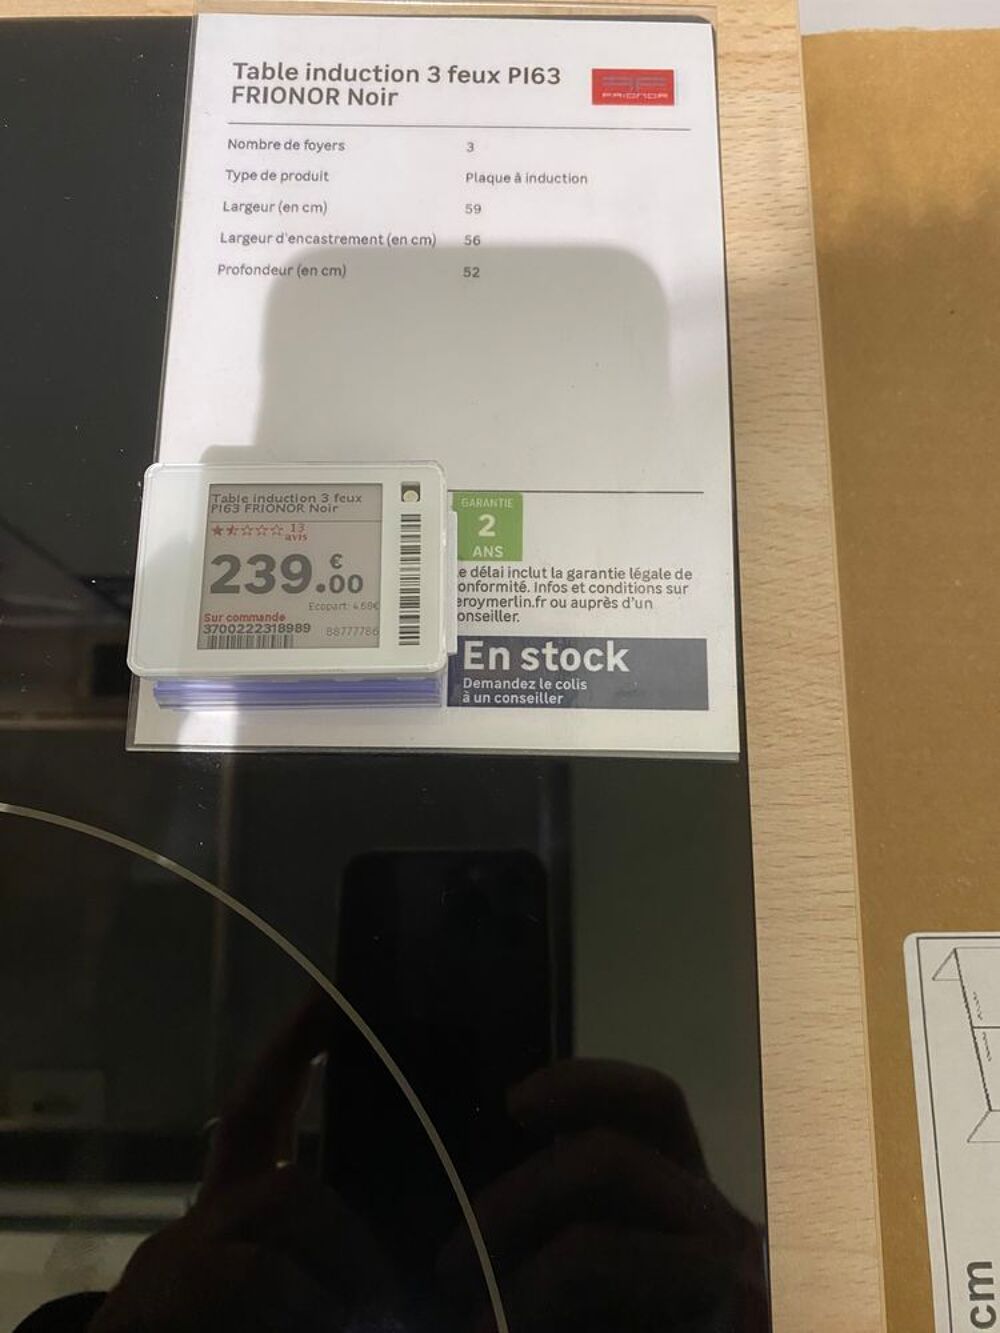 Table induction 3 feux PI63
FRIONOR Noir
FRIONOR
Nombre de foyers 3
Type de produit Plaque à induction
Largeur (en cm) 59
Largeur d'encastrement (en cm) 56
Profondeur (en cm) 52
Table induction 3 feux
PI63 FRIONOR Noir
13
avis
239.00 €
Ecopart: 4.68€
Sur commande
3700222318989 88777786
GARANTIE
2
ANS
e délai inclut la garantie légale de
onformité. Infos et conditions sur
eroymerlin.fr ou auprès d'un
onseiller.
En stock
Demandez le colis
à un conseiller
cm